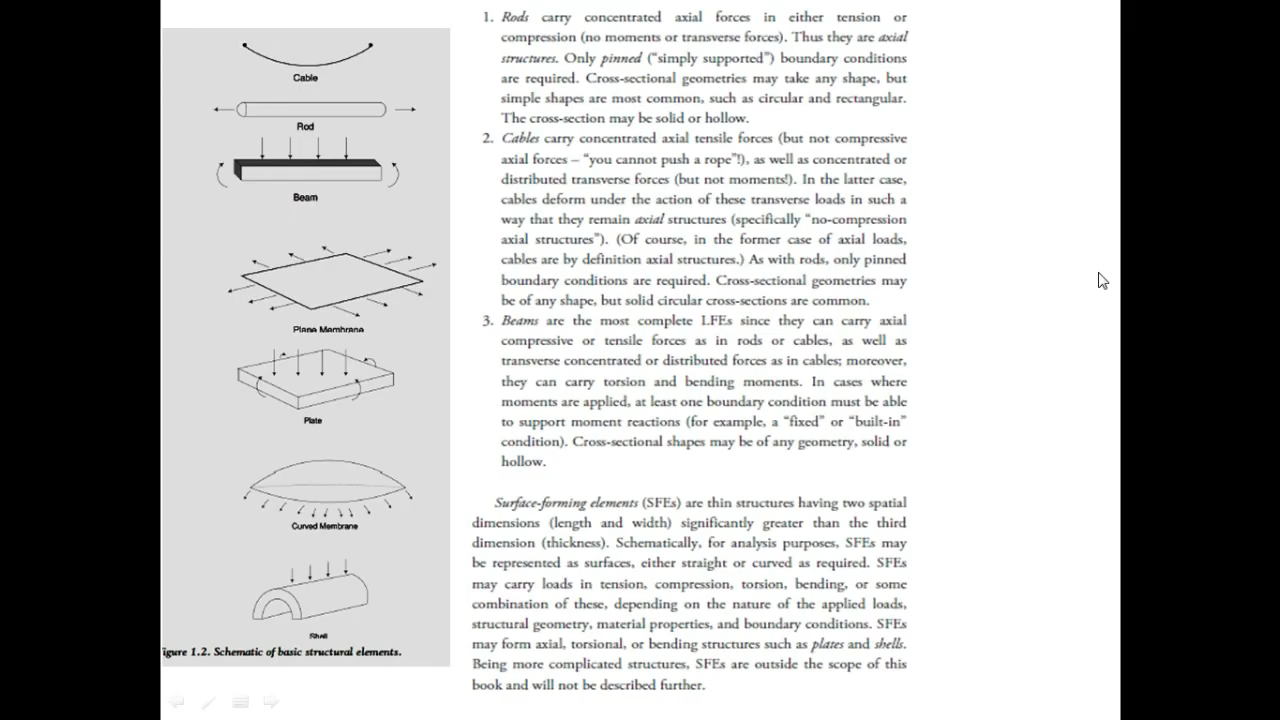 Cable
Rod
Beam
Plane Membrane
Plate
Curved Membrane
Shell
igure 1.2. Schematic of basic structural elements.
1. Rods carry concentrated axial forces in either tension or
compression (no moments or transverse forces). Thus they are axial
structures. Only pinned (“simply supported”) boundary conditions
are required. Cross-sectional geometries may take any shape, but
simple shapes are most common, such as circular and rectangular.
The cross-section may be solid or hollow.
2. Cables carry concentrated axial tensile forces (but not compressive
axial forces – “you cannot push a rope”!), as well as concentrated or
distributed transverse forces (but not moments!). In the latter case,
cables deform under the action of these transverse loads in such a
way that they remain axial structures (specifically “no-compression
axial structures”). (Of course, in the former case of axial loads,
cables are by definition axial structures.) As with rods, only pinned
boundary conditions are required. Cross-sectional geometries may
be of any shape, but solid circular cross-sections are common.
3. Beams are the most complete LFEs since they can carry axial
compressive or tensile forces as in rods or cables, as well as
transverse concentrated or distributed forces as in cables; moreover,
they can carry torsion and bending moments. In cases where
moments are applied, at least one boundary condition must be able
to support moment reactions (for example, a “fixed” or “built-in”
condition). Cross-sectional shapes may be of any geometry, solid or
hollow.
Surface-forming elements (SFEs) are thin structures having two spatial
dimensions (length and width) significantly greater than the third
dimension (thickness). Schematically, for analysis purposes, SFEs may
be represented as surfaces, either straight or curved as required. SFEs
may carry loads in tension, compression, torsion, bending, or some
combination of these, depending on the nature of the applied loads,
structural geometry, material properties, and boundary conditions. SFEs
may form axial, torsional, or bending structures such as plates and shells.
Being more complicated structures, SFEs are outside the scope of this
book and will not be described further.